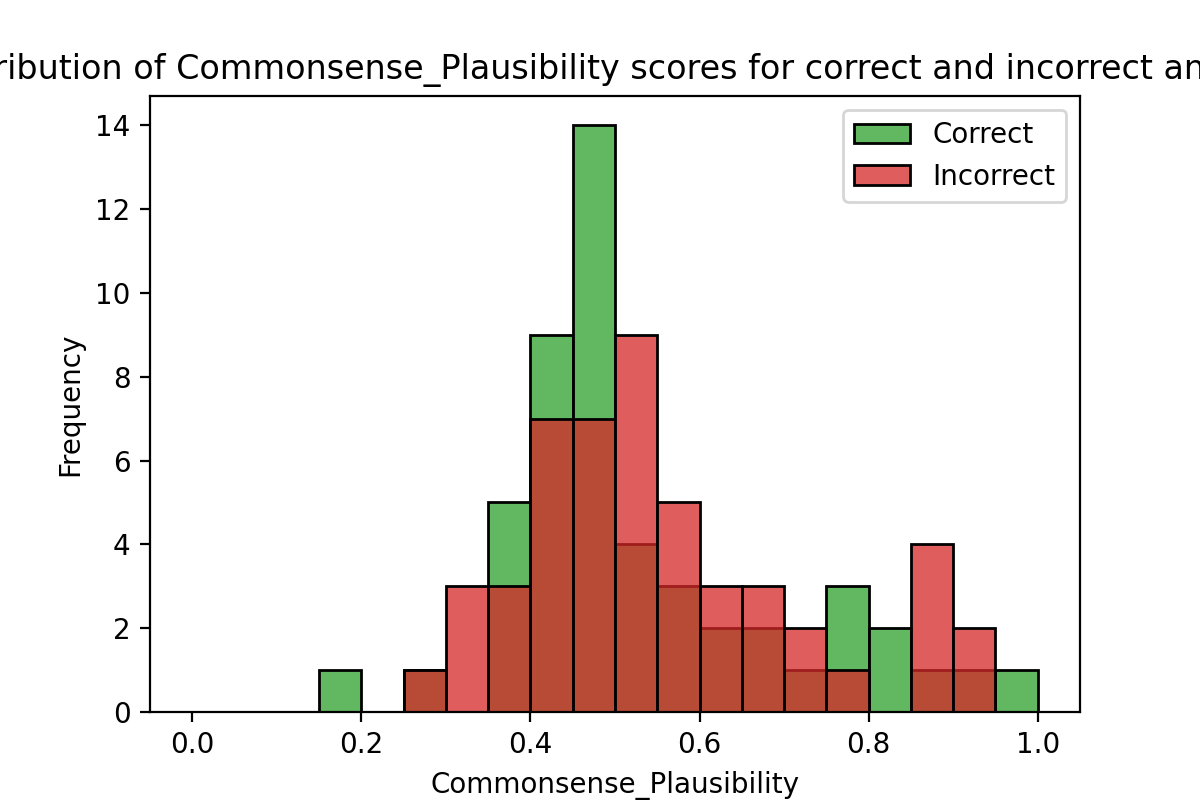 ribution of Commonsense_Plausibility scores for correct and incorrect an
Correct
Incorrect
14
12
10
8
6
4
2
0
Frequency
0.0 0.2 0.4 0.6 0.8 1.0
Commonsense_Plausibility